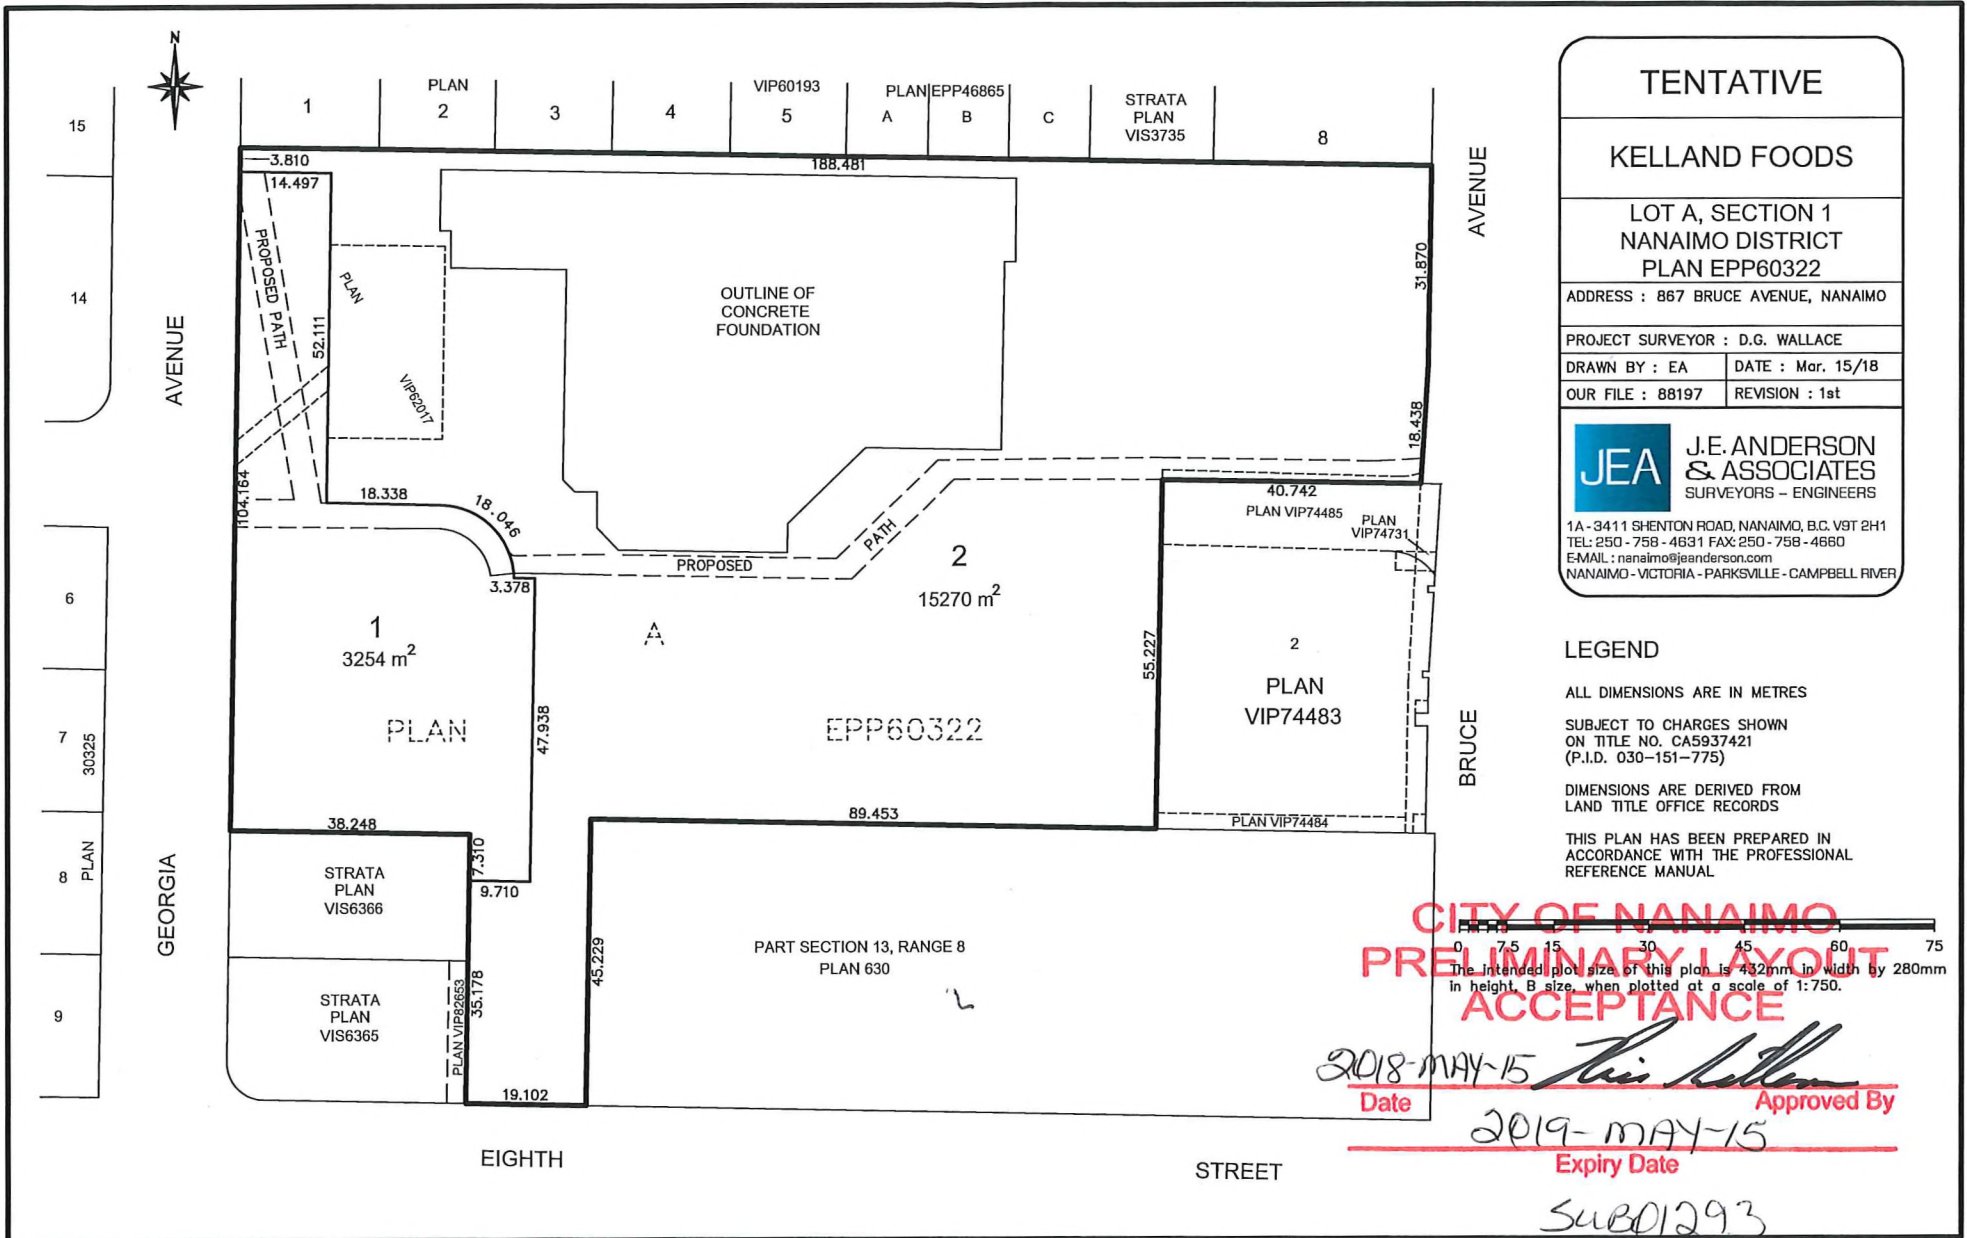 N
15
14
6
7
8
9
PLAN
30325
AVENUE
GEORGIA
1
PLAN
2
3
4
VIP60193
5
PLAN EPP46865
A
B
C
STRATA
PLAN
VIS3735
8
3.810
188.481
14.497
PROPOSED PATH
52.111
PLAN
VIP62017
OUTLINE OF
CONCRETE
FOUNDATION
31.870
18.438
AVENUE
104.164
18.338
18.046
3.378
PROPOSED
PATH
40.742
PLAN VIP74485
PLAN
VIP74731
1
3254 m²
A
2
15270 m²
55.227
2
PLAN
VIP74483
PLAN
EPP60322
47.938
BRUCE
38.248
89.453
PLAN VIP74484
7.310
9.710
STRATA
PLAN
VIS6366
STRATA
PLAN
VIS6365
PLAN VIP82653
35.178
45.229
PART SECTION 13, RANGE 8
PLAN 630
19.102
EIGHTH
STREET
TENTATIVE
KELLAND FOODS
LOT A, SECTION 1
NANAIMO DISTRICT
PLAN EPP60322
ADDRESS : 867 BRUCE AVENUE, NANAIMO
PROJECT SURVEYOR : D.G. WALLACE
DRAWN BY : EA
DATE : Mar. 15/18
OUR FILE : 88197
REVISION : 1st
JEA
J.E. ANDERSON
& ASSOCIATES
SURVEYORS - ENGINEERS
1A - 3411 SHENTON ROAD, NANAIMO, B.C. V9T 2H1
TEL: 250 - 758 - 4631 FAX: 250 - 758 - 4660
E-MAIL : nanaimo@jeanderson.com
NANAIMO - VICTORIA - PARKSVILLE - CAMPBELL RIVER
LEGEND
ALL DIMENSIONS ARE IN METRES
SUBJECT TO CHARGES SHOWN
ON TITLE NO. CA5937421
(P.I.D. 030-151-775)
DIMENSIONS ARE DERIVED FROM
LAND TITLE OFFICE RECORDS
THIS PLAN HAS BEEN PREPARED IN
ACCORDANCE WITH THE PROFESSIONAL
REFERENCE MANUAL
CITY OF NANAIMO
0 7.5 15 30 45 60 75
PRELIMINARY LAYOUT
The intended plot size of this plan is 432mm in width by 280mm
in height, B size, when plotted at a scale of 1:750.
ACCEPTANCE
2018-MAY-15
Date
Approved By
2019-MAY-15
Expiry Date
SUB01293